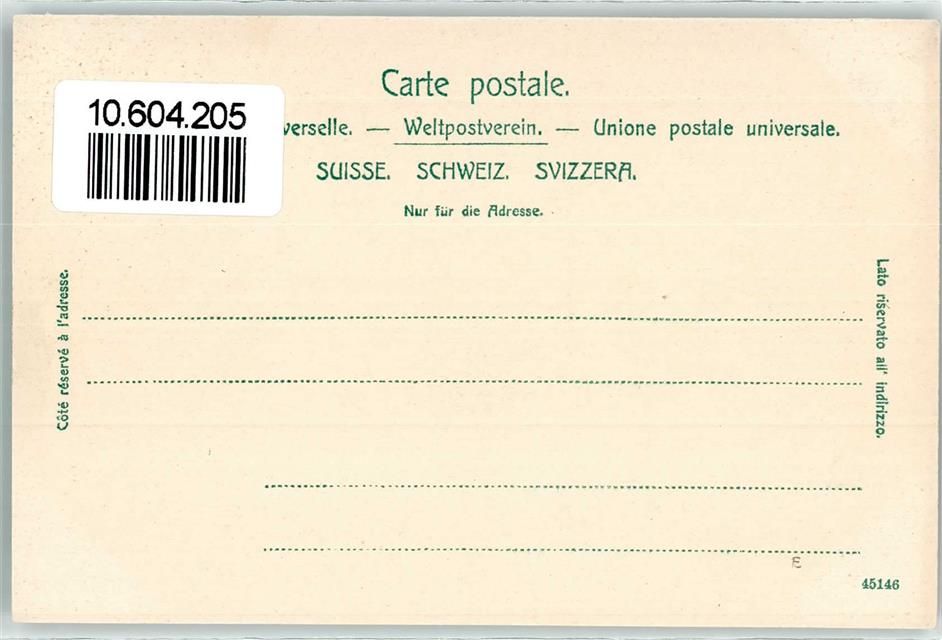 Carte postale.
10.604.205
verselle. — Weltpostverein. — Unione postale universale.
SUISSE. SCHWEIZ. SVIZZERA.
Nur für die Adresse.
Côté réservé à l'adresse.
Lato riservato all' indirizzo.
E
45146